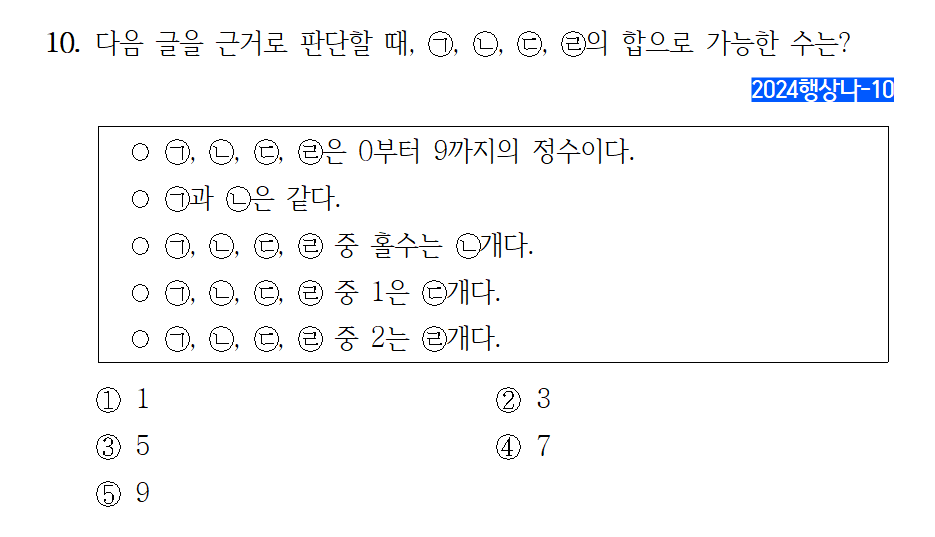 10. 다음 글을 근거로 판단할 때, ㉠, ㉡, ㉢, ㉣의 합으로 가능한 수는?
2024행상나-10
○ ㉠, ㉡, ㉢, ㉣은 0부터 9까지의 정수이다.
○ ㉠과 ㉡은 같다.
○ ㉠, ㉡, ㉢, ㉣ 중 홀수는 ㉡개다.
○ ㉠, ㉡, ㉢, ㉣ 중 1은 ㉢개다.
○ ㉠, ㉡, ㉢, ㉣ 중 2는 ㉣개다.
① 1 ② 3
③ 5 ④ 7
⑤ 9